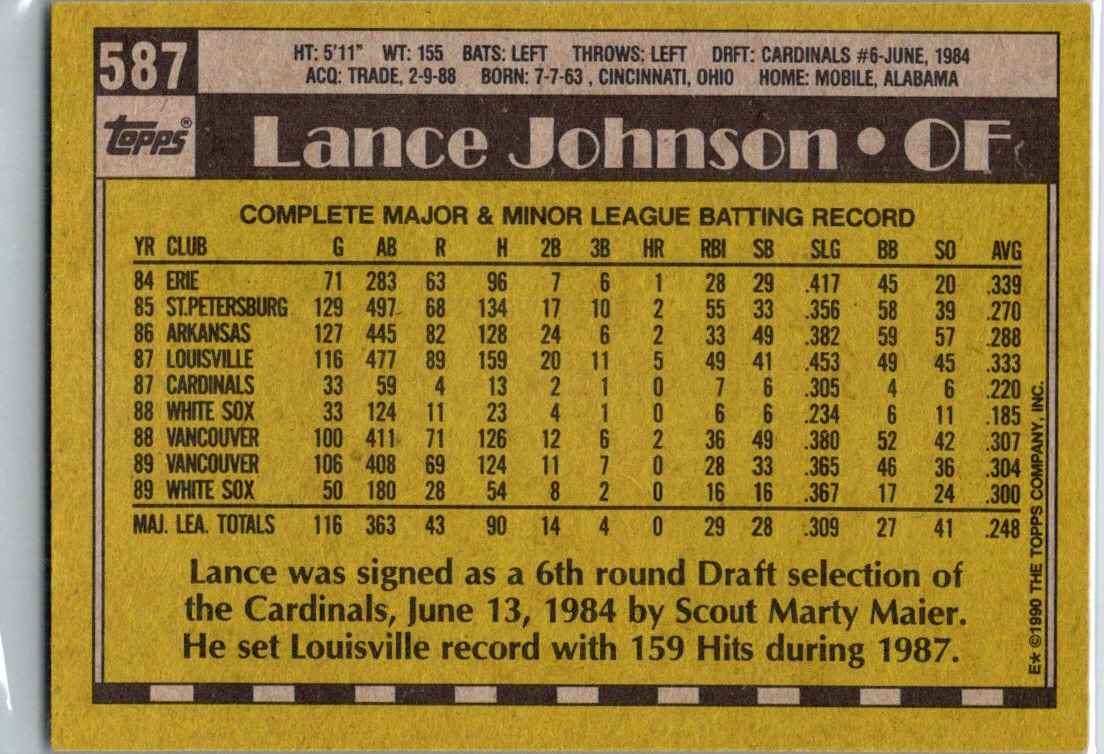 587 HT: 5'11" WT: 155 BATS: LEFT THROWS: LEFT DRFT: CARDINALS #6-JUNE, 1984
ACQ: TRADE, 2-9-88 BORN: 7-7-63 , CINCINNATI, OHIO HOME: MOBILE, ALABAMA
topps® Lance Johnson • OF
COMPLETE MAJOR & MINOR LEAGUE BATTING RECORD
YR CLUB G AB R H 2B 3B HR RBI SB SLG BB SO AVG
84 ERIE 71 283 63 96 7 6 1 28 29 .417 45 20 .339
85 ST.PETERSBURG 129 497 68 134 17 10 2 55 33 .356 58 39 .270
86 ARKANSAS 127 445 82 128 24 6 2 33 49 .382 59 57 .288
87 LOUISVILLE 116 477 89 159 20 11 5 49 41 .453 49 45 .333
87 CARDINALS 33 59 4 13 2 1 0 7 6 .305 4 6 .220
88 WHITE SOX 33 124 11 23 4 1 0 6 6 .234 6 11 .185
88 VANCOUVER 100 411 71 126 12 6 2 36 49 .380 52 42 .307
89 VANCOUVER 106 408 69 124 11 7 0 28 33 .365 46 36 .304
89 WHITE SOX 50 180 28 54 8 2 0 16 16 .367 17 24 .300
MAJ. LEA. TOTALS 116 363 43 90 14 4 0 29 28 .309 27 41 .248
Lance was signed as a 6th round Draft selection of
the Cardinals, June 13, 1984 by Scout Marty Maier.
He set Louisville record with 159 Hits during 1987.
E* ©1990 THE TOPPS COMPANY, INC.